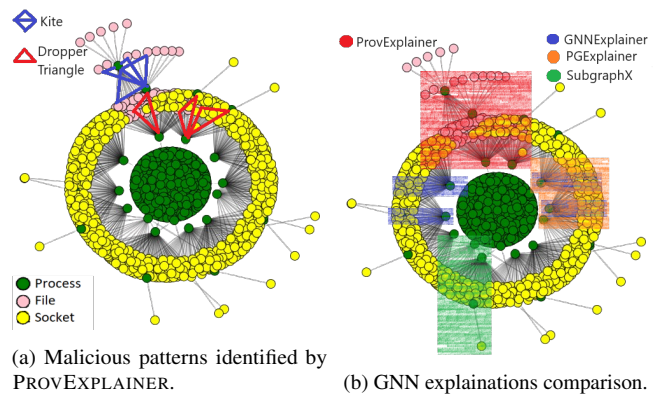 Kite
Dropper
Triangle
Process
File
Socket
(a) Malicious patterns identified by
PROVEXPLAINER.
ProvExplainer
GNNExplainer
PGExplainer
SubgraphX
(b) GNN explainations comparison.